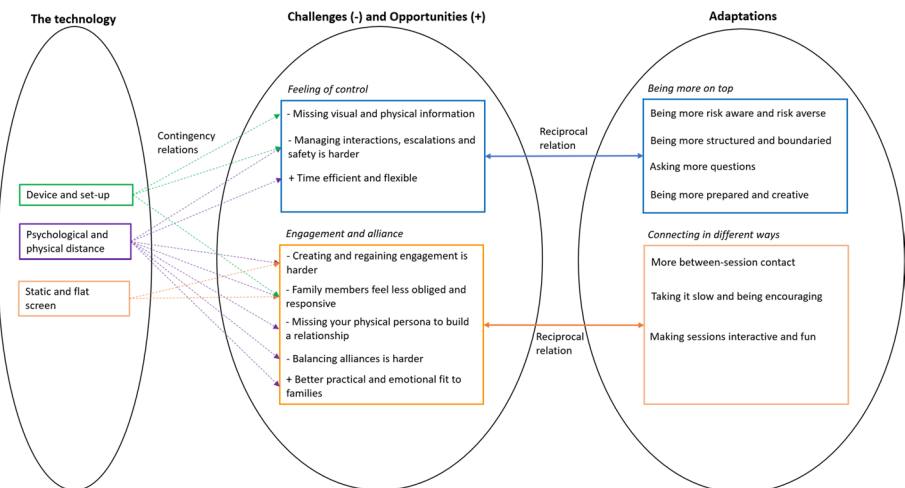 The technology
Challenges (-) and Opportunities (+)
Adaptations
Contingency
relations
Device and set-up
Psychological and
physical distance
Static and flat
screen
Feeling of control
- Missing visual and physical information
- Managing interactions, escalations and
safety is harder
+ Time efficient and flexible
Engagement and alliance
- Creating and regaining engagement is
harder
- Family members feel less obliged and
responsive
- Missing your physical persona to build
a relationship
- Balancing alliances is harder
+ Better practical and emotional fit to
families
Reciprocal
relation
Reciprocal
relation
Being more on top
Being more risk aware and risk averse
Being more structured and boundaried
Asking more questions
Being more prepared and creative
Connecting in different ways
More between-session contact
Taking it slow and being encouraging
Making sessions interactive and fun